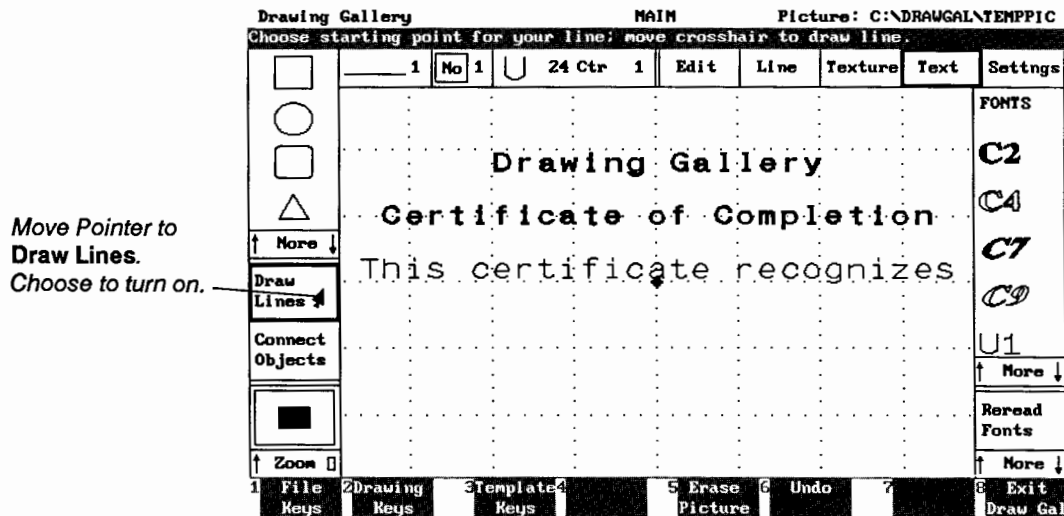 Drawing Gallery MAIN Picture: C:\DRAWGAL\TEMPPIC
Choose starting point for your line; move crosshair to draw line.
1 No 1 U 24 Ctr 1 Edit Line Texture Text Settngs
FONTS
C2
C4
C7
C9
U1
↑ More ↓
Reread
Fonts
↑ More ↓
↑ More ↓
Draw
Lines
Connect
Objects
↑ Zoom
Drawing Gallery
Certificate of Completion
This certificate recognizes
Move Pointer to
Draw Lines.
Choose to turn on.
1 File Keys
2 Drawing Keys
3 Template Keys
4
5 Erase Picture
6 Undo
7
8 Exit Draw Ga